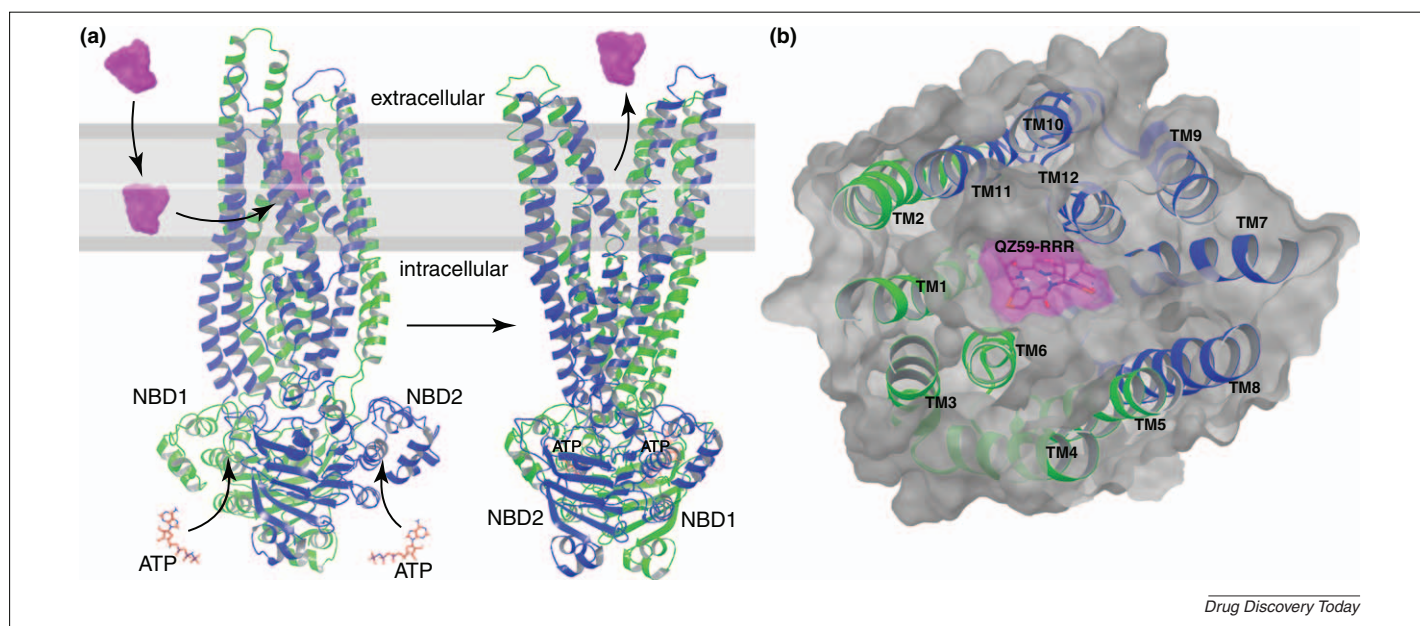 (a)
extracellular
intracellular
NBD1
NBD2
ATP
ATP
ATP
ATP
NBD2
NBD1
(b)
TM10
TM9
TM12
TM11
TM2
TM7
QZ59-RRR
TM1
TM6
TM3
TM8
TM5
TM4
Drug Discovery Today